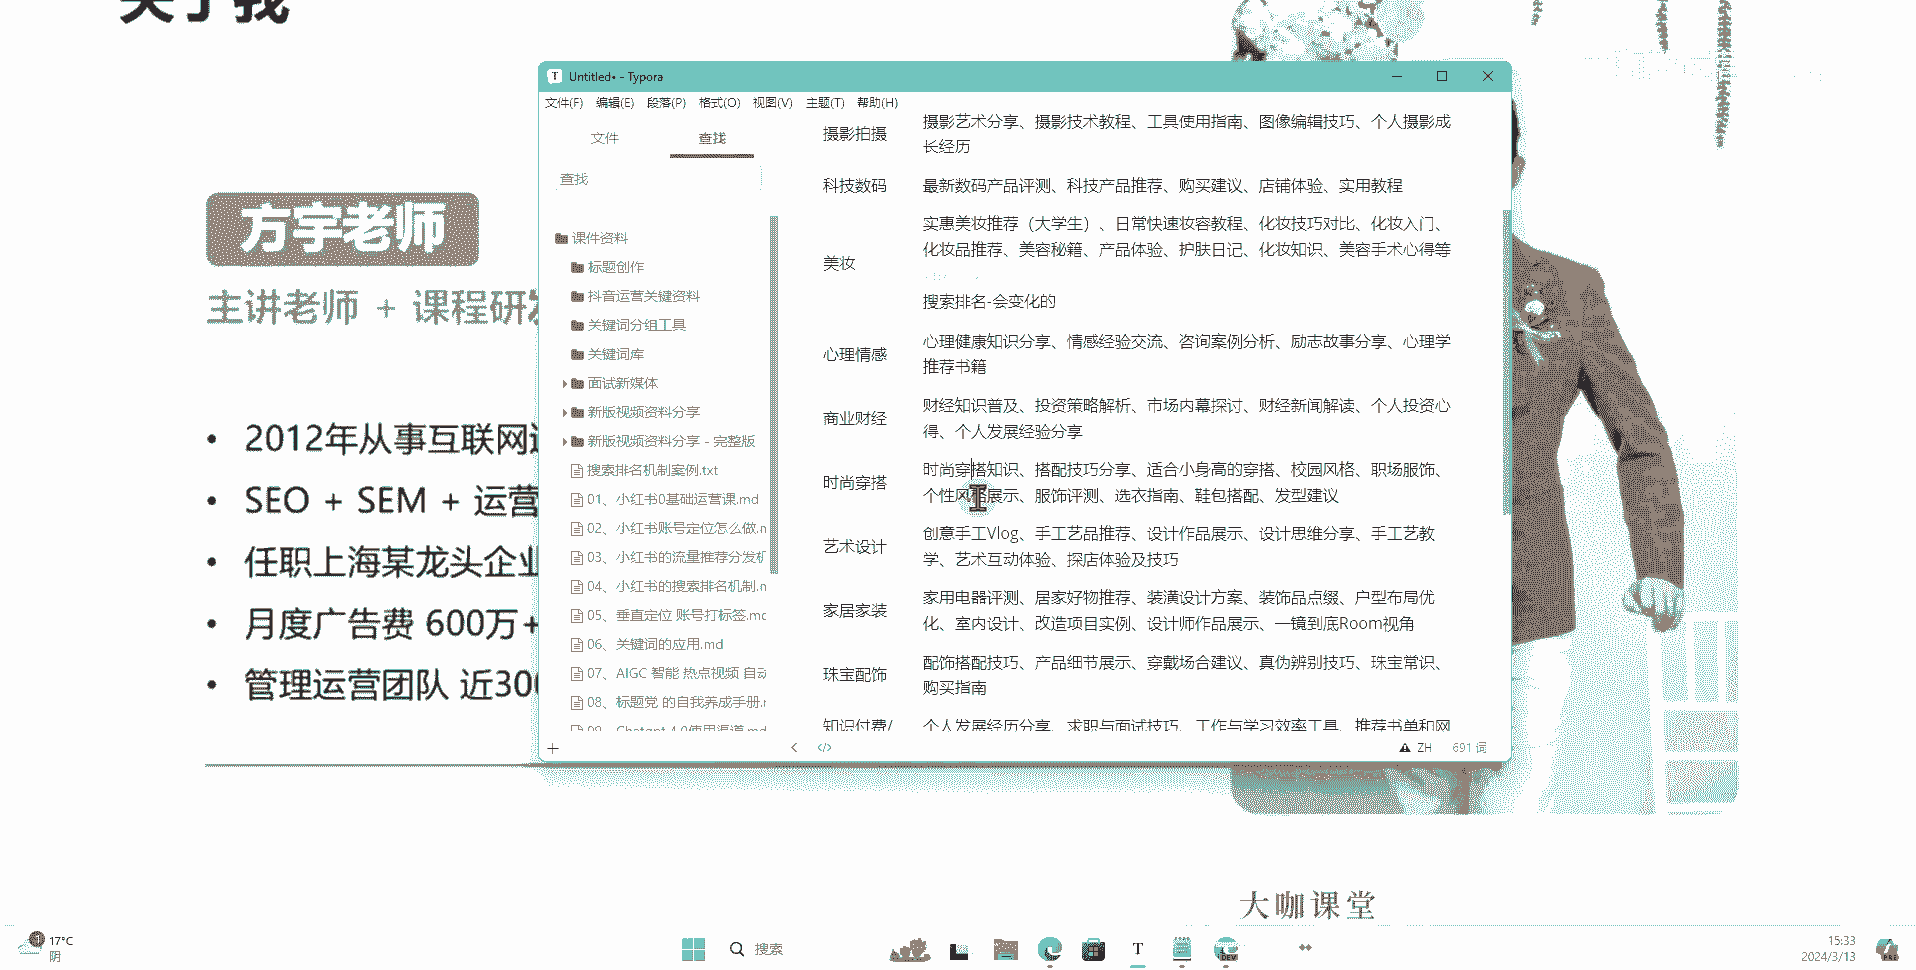 关于我
方宇老师
主讲老师 + 课程研发
2012年从事互联网
SEO + SEM + 运营
任职上海某龙头企业
月度广告费 600万+
管理运营团队 近300
Untitled• - Typora
文件(F) 编辑(E) 段落(P) 格式(O) 视图(V) 主题(T) 帮助(H)
文件 查找
查找
课件资料
标题创作
抖音运营关键资料
关键词分组工具
关键词库
面试新媒体
新版视频资料分享
新版视频资料分享 - 完整版
搜索排名机制案例.txt
01、小红书0基础运营课.md
02、小红书账号定位怎么做.m
03、小红书的流量推荐分发机
04、小红书的搜索排名机制.m
05、垂直定位 账号打标签.md
06、关键词的应用.md
07、AIGC 智能 热点视频 自动
08、标题党 的自我养成手册.m
09、Chatgpt 4.0使用渠道.md
摄影拍摄
摄影艺术分享、摄影技术教程、工具使用指南、图像编辑技巧、个人摄影成
长经历
科技数码
最新数码产品评测、科技产品推荐、购买建议、店铺体验、实用教程
美妆
实惠美妆推荐（大学生）、日常快速妆容教程、化妆技巧对比、化妆入门、
化妆品推荐、美容秘籍、产品体验、护肤日记、化妆知识、美容手术心得等
搜索排名-会变化的
心理情感
心理健康知识分享、情感经验交流、咨询案例分析、励志故事分享、心理学
推荐书籍
商业财经
财经知识普及、投资策略解析、市场内幕探讨、财经新闻解读、个人投资心
得、个人发展经验分享
时尚穿搭
时尚穿搭知识、搭配技巧分享、适合小身高的穿搭、校园风格、职场服饰、
个性风格展示、服饰评测、选衣指南、鞋包搭配、发型建议
艺术设计
创意手工Vlog、手工艺品推荐、设计作品展示、设计思维分享、手工艺教
学、艺术互动体验、探店体验及技巧
家居家装
家用电器评测、居家好物推荐、装潢设计方案、装饰品点缀、户型布局优
化、室内设计、改造项目实例、设计师作品展示、一镜到底Room视角
珠宝配饰
配饰搭配技巧、产品细节展示、穿戴场合建议、真伪辨别技巧、珠宝常识、
购买指南
知识付费/
个人发展经历分享、求职与面试技巧、工作与学习效率工具、推荐书单和网
ZH 691 词
大咖课堂
17°C
阴
搜索
15:33
2024/3/13